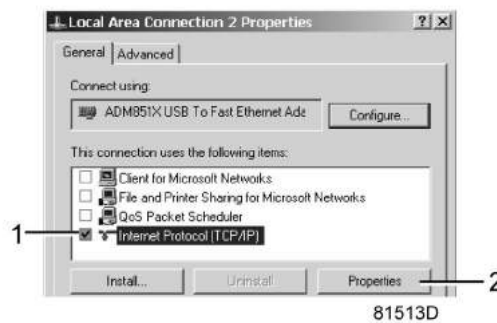 Local Area Connection 2 Properties
General Advanced
Connect using:
ADM851X USB To Fast Ethernet Ada
Configure...
This connection uses the following items:
Client for Microsoft Networks
File and Printer Sharing for Microsoft Networks
QoS Packet Scheduler
1 Internet Protocol (TCP/IP)
Install... Uninstall Properties 2
81513D